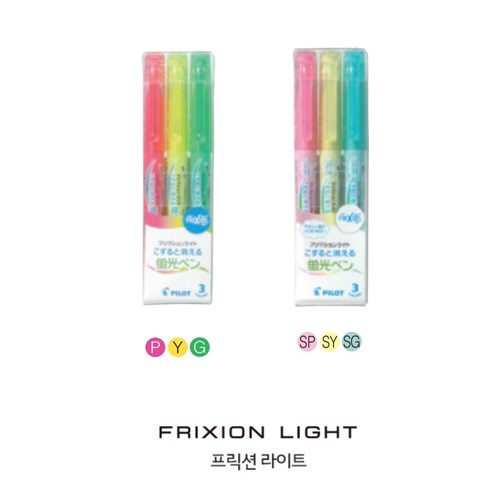 フリクションライト
こすると消える
蛍光ペン
PILOT
3
フリクションライト
こすると消える
蛍光ペン
PILOT
3
P Y G
SP SY SG
FRIXION LIGHT
프릭션 라이트